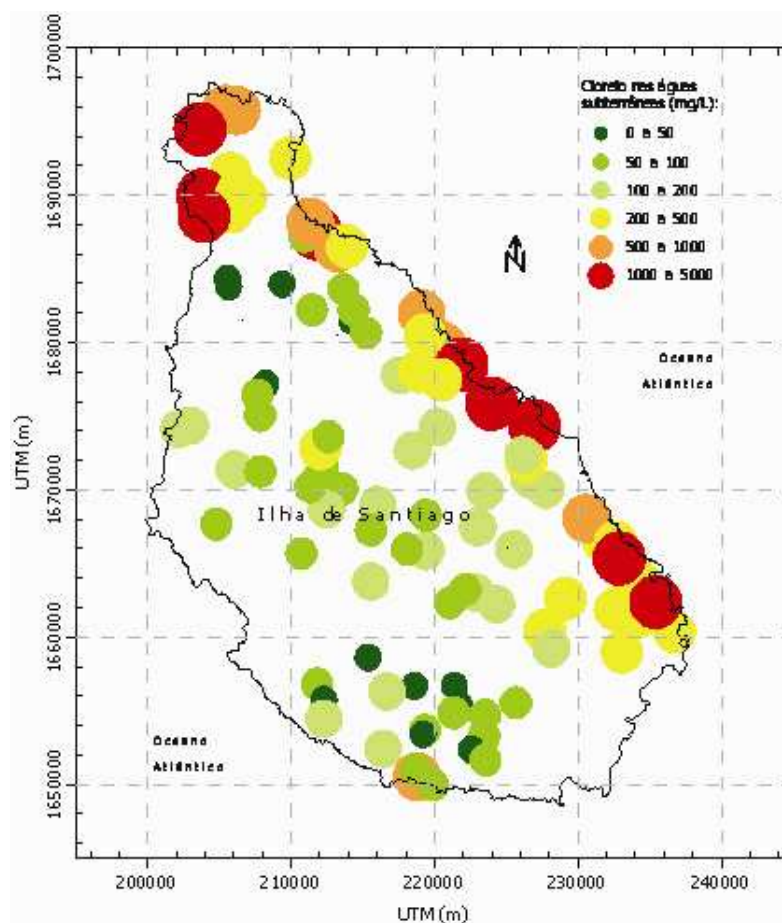 Cloreto nas águas
subterrâneas (mg/L):
0 a 50
50 a 100
100 a 200
200 a 500
500 a 1000
1000 a 5000
N
Oceano
Atlântico
Ilha de Santiago
Oceano
Atlântico
1700000
1690000
1680000
1670000
1660000
1650000
UTM (m)
200000 210000 220000 230000 240000
UTM (m)